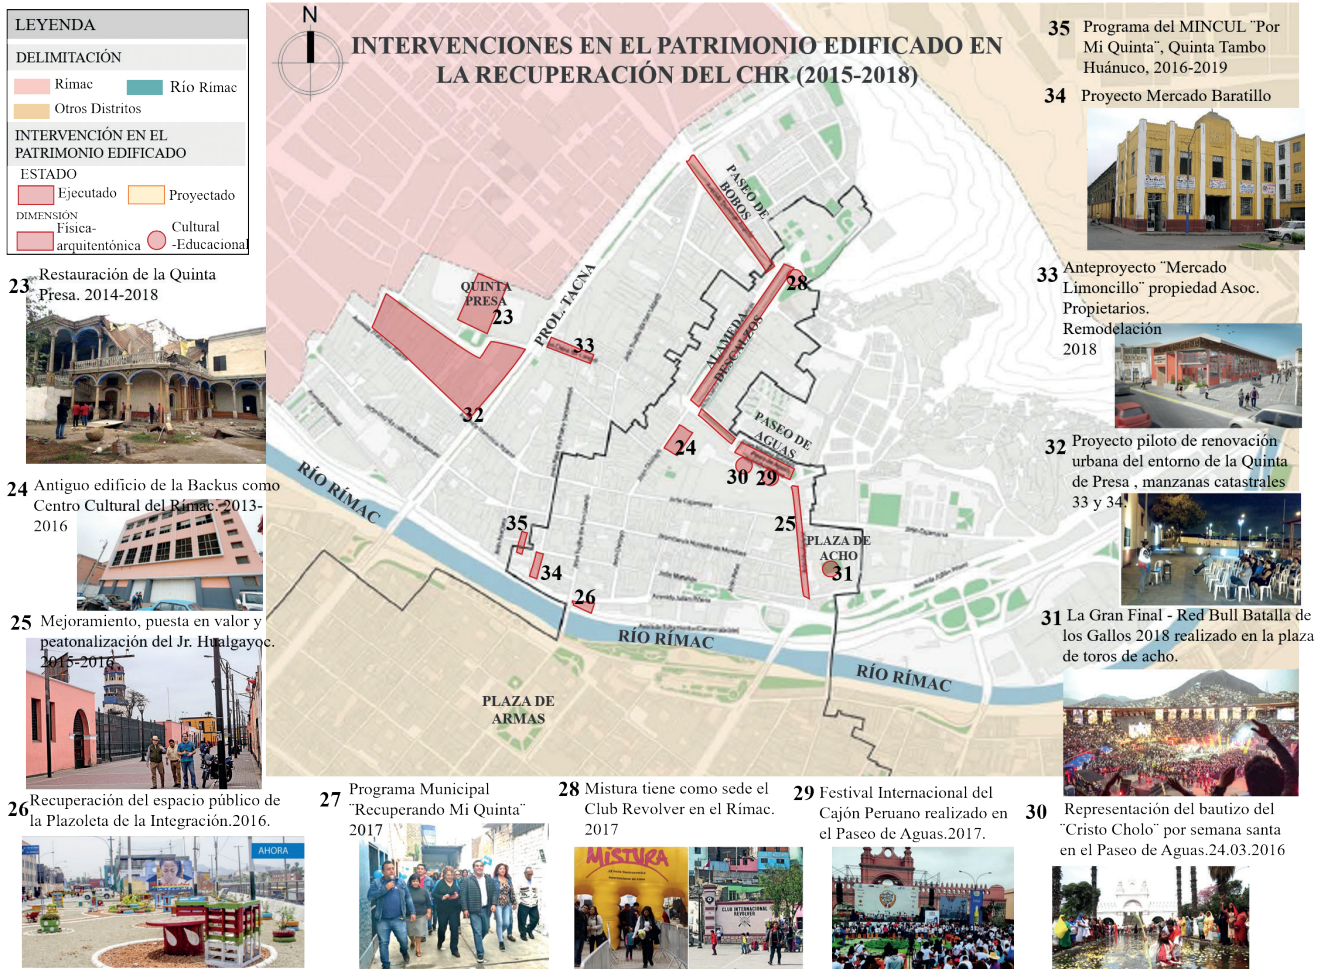 LEYENDA
DELIMITACIÓN
Rimac
Río Rimac
Otros Distritos
INTERVENCIÓN EN EL
PATRIMONIO EDIFICADO
ESTADO
Ejecutado
Proyectado
DIMENSIÓN
Física-
arquitentónica
Cultural
-Educacional
N
INTERVENCIONES EN EL PATRIMONIO EDIFICADO EN
LA RECUPERACIÓN DEL CHR (2015-2018)
23 Restauración de la Quinta
Presa. 2014-2018
24 Antiguo edificio de la Backus como
Centro Cultural del Rímac. 2013-
2016
25 Mejoramiento, puesta en valor y
peatonalización del Jr. Hualgayoc.
2015-2016
26 Recuperación del espacio público de
la Plazoleta de la Integración.2016.
AHORA
27 Programa Municipal
¨Recuperando Mi Quinta¨
2017
28 Mistura tiene como sede el
Club Revolver en el Rímac.
2017
MISTURA
CLUB INTERNACIONAL
REVOLVER
29 Festival Internacional del
Cajón Peruano realizado en
el Paseo de Aguas.2017.
30 Representación del bautizo del
¨Cristo Cholo¨ por semana santa
en el Paseo de Aguas.24.03.2016
31 La Gran Final - Red Bull Batalla de
los Gallos 2018 realizado en la plaza
de toros de acho.
32 Proyecto piloto de renovación
urbana del entorno de la Quinta
de Presa , manzanas catastrales
33 y 34.
33 Anteproyecto ¨Mercado
Limoncillo¨ propiedad Asoc.
Propietarios.
Remodelación
2018
34 Proyecto Mercado Baratillo
35 Programa del MINCUL ¨Por
Mi Quinta¨, Quinta Tambo
Huánuco, 2016-2019
PASEO DE
BOBOS
28
QUINTA
PRESA
23
PROL. TACNA
33
ALAMEDA
DESCALZOS
32
24
PASEO DE
AGUAS
30
29
25
35
34
26
PLAZA DE
ACHO
31
RÍO RÍMAC
RÍO RÍMAC
RÍO RÍMAC
PLAZA DE
ARMAS